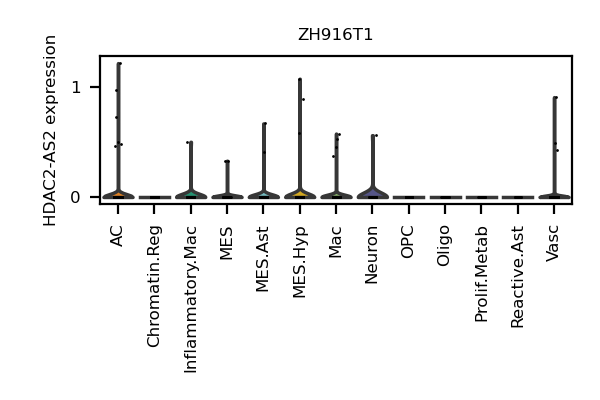 ZH916T1
HDAC2-AS2 expression
1
0
AC
Chromatin.Reg
Inflammatory.Mac
MES
MES.Ast
MES.Hyp
Mac
Neuron
OPC
Oligo
Prolif.Metab
Reactive.Ast
Vasc